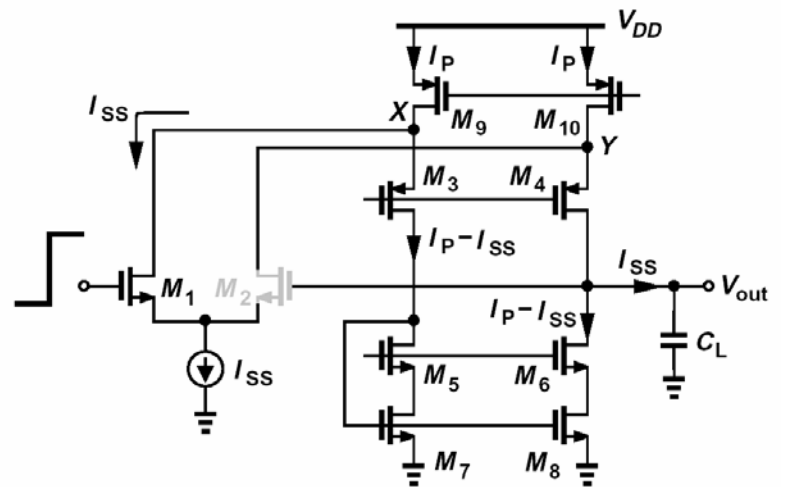 V_DD
I_P I_P
I_SS
X M_9 M_10 Y
M_3 M_4
I_P − I_SS
I_SS
M_1 M_2 V_out
I_P − I_SS
I_SS M_5 M_6 C_L
M_7 M_8